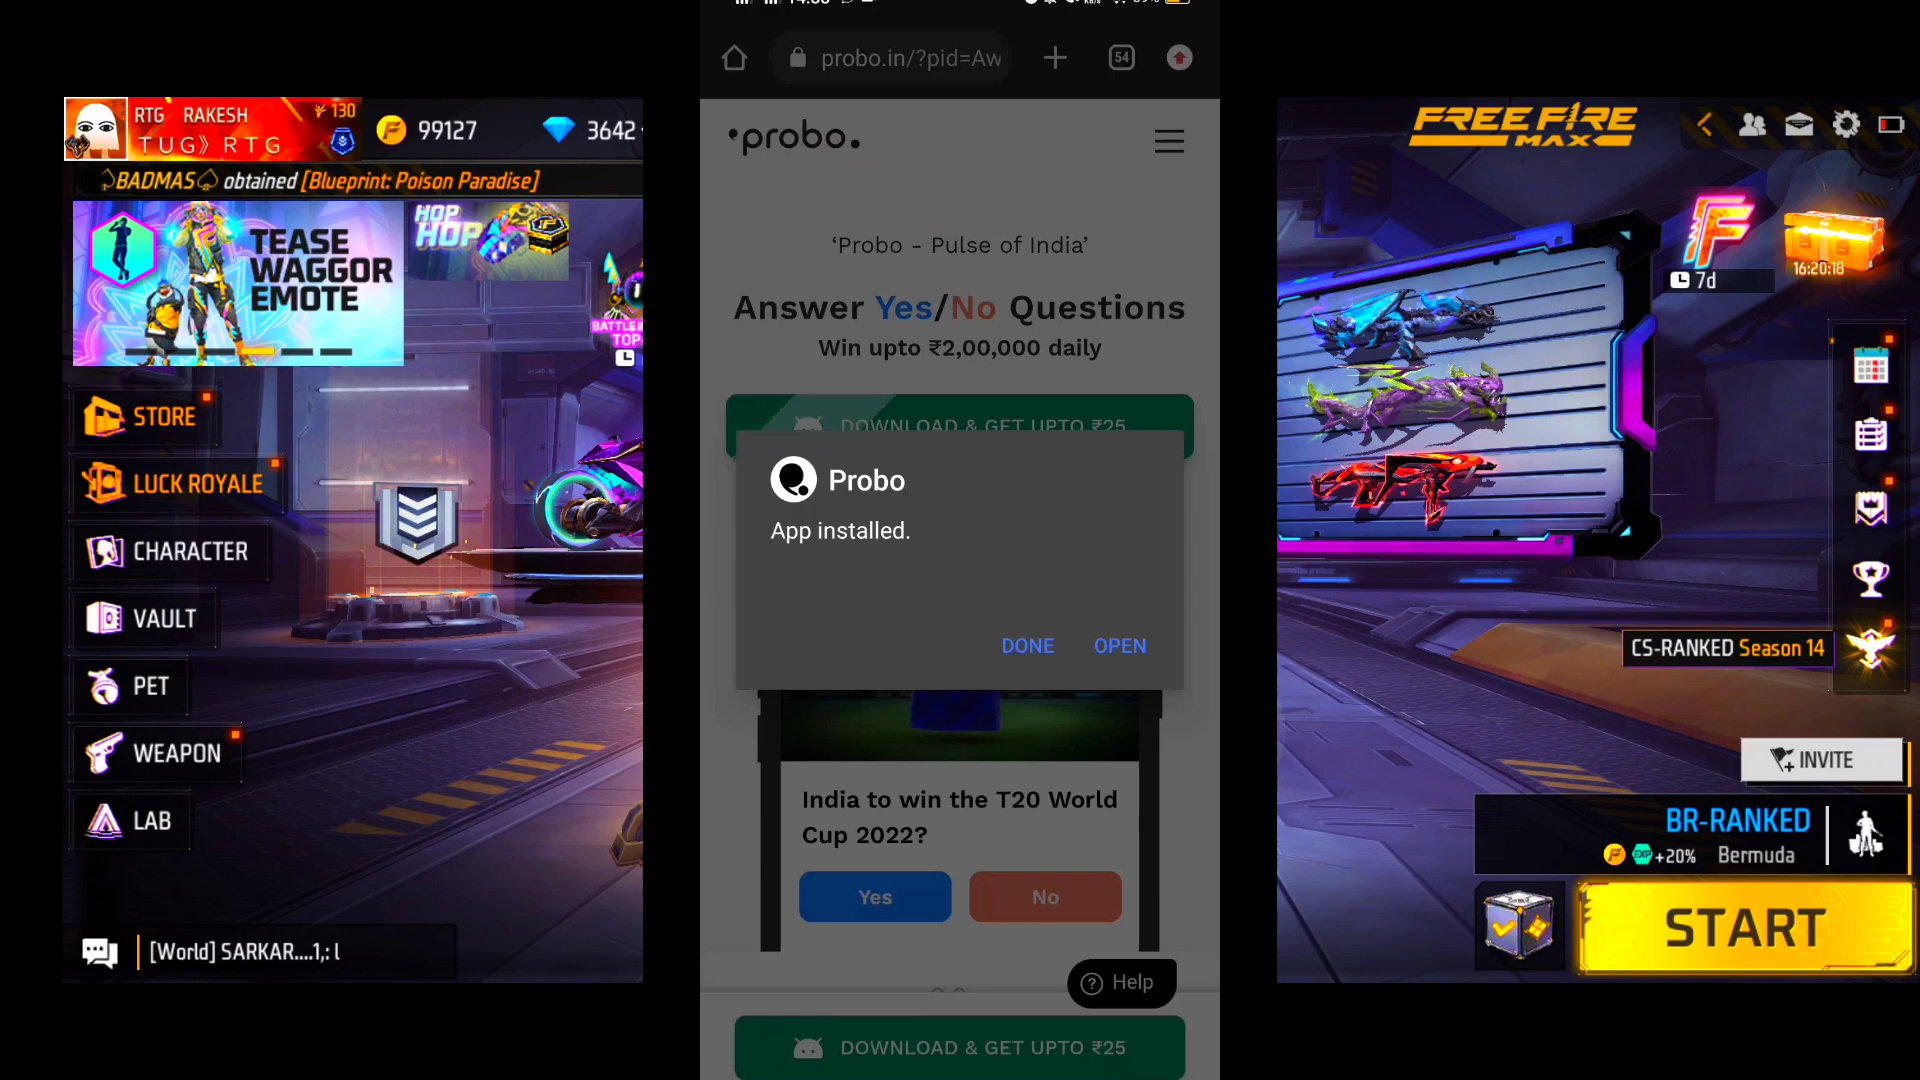 RTG RAKESH
130
TUG》RTG
99127
3642
♤BADMAS♤ obtained [Blueprint: Poison Paradise]
TEASE
WAGGOR
EMOTE
HOP
HOP
TOP
STORE
LUCK ROYALE
CHARACTER
VAULT
PET
WEAPON
LAB
[World] SARKAR....1,: l
probo.in/?pid=Aw
54
probo.
‘Probo - Pulse of India’
Answer Yes/No Questions
Win upto ₹2,00,000 daily
DOWNLOAD & GET UPTO ₹25
Probo
App installed.
DONE
OPEN
India to win the T20 World
Cup 2022?
Yes
No
Help
DOWNLOAD & GET UPTO ₹25
FREE FIRE
MAX
7d
16:20:18
CS-RANKED Season 14
INVITE
BR-RANKED
EXP +20% Bermuda
START